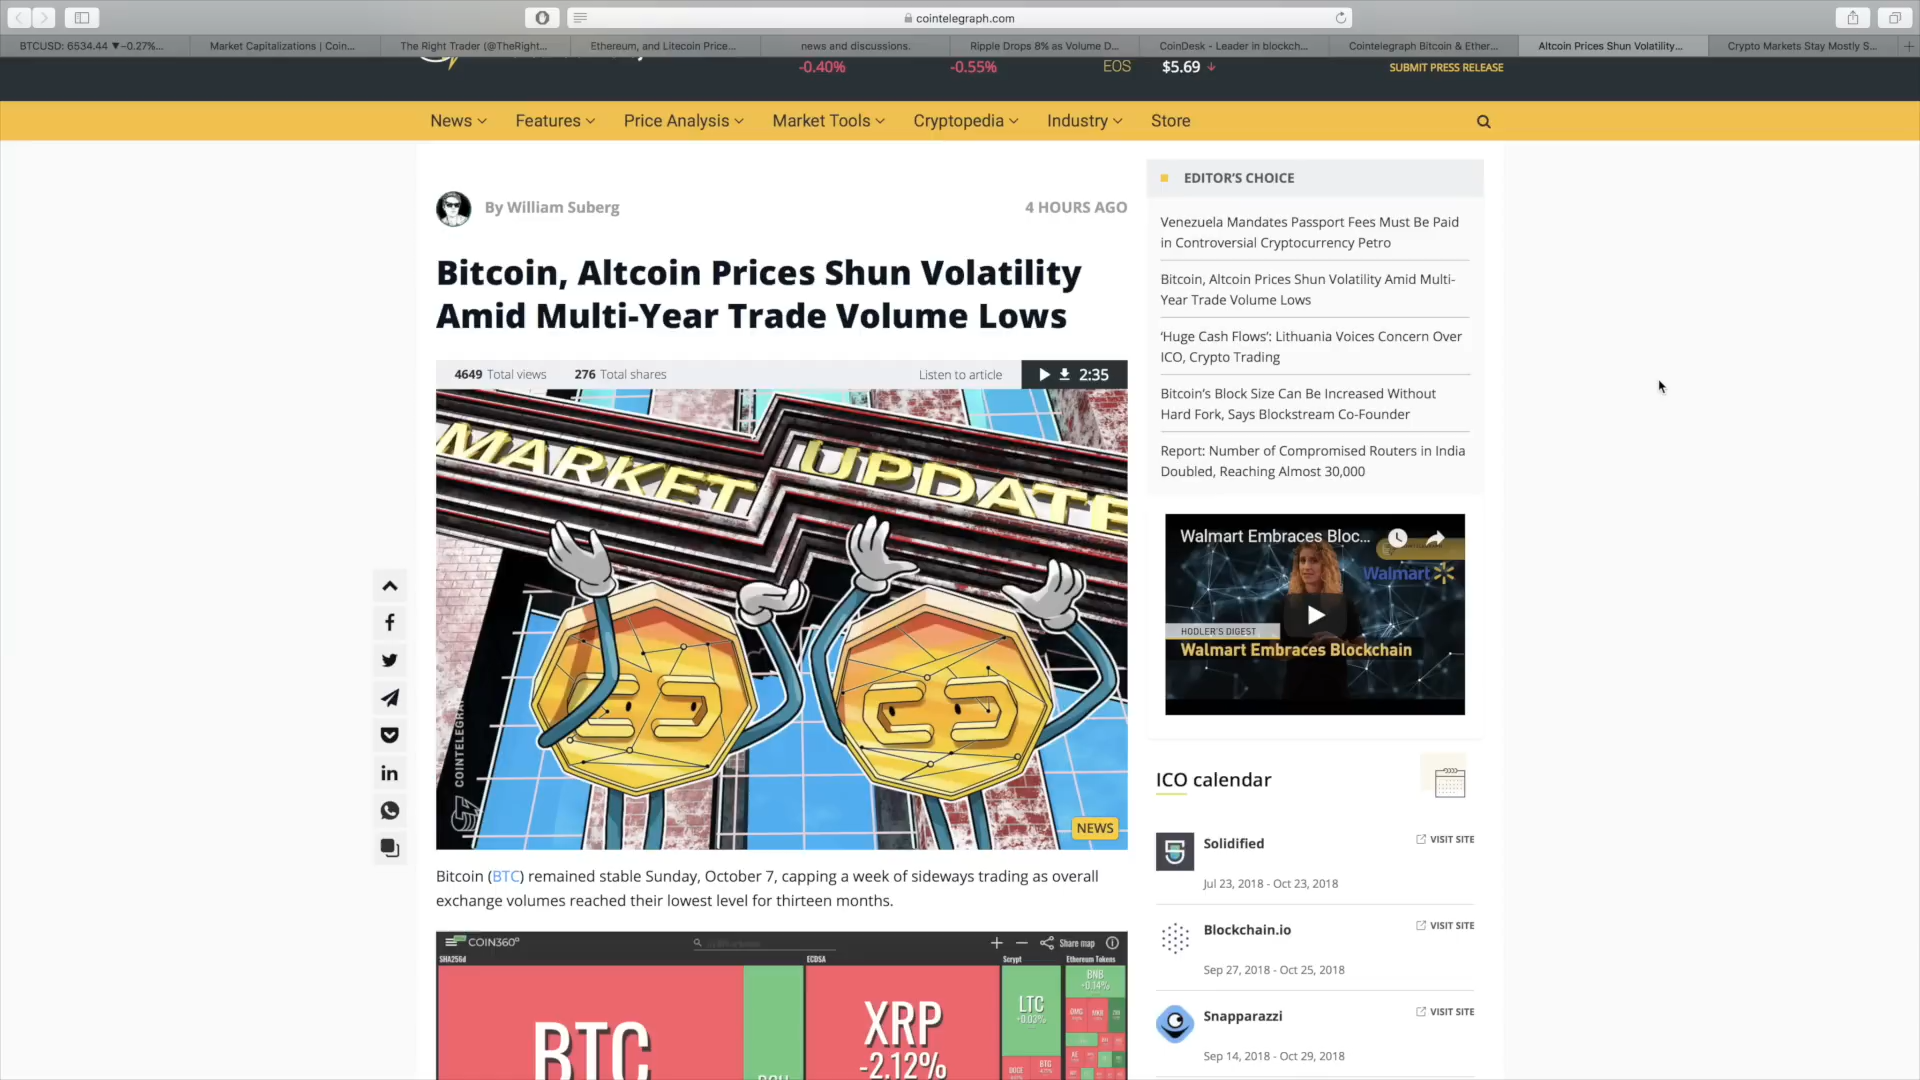 cointelegraph.com
BTCUSD: 6534.44 ▼−0.27%...
Market Capitalizations | Coin...
The Right Trader (@TheRight...
Ethereum, and Litecoin Price...
news and discussions.
Ripple Drops 8% as Volume D...
CoinDesk - Leader in blockch...
Cointelegraph Bitcoin & Ether...
Altcoin Prices Shun Volatility...
Crypto Markets Stay Mostly S...
-0.40%
-0.55%
EOS
$5.69
SUBMIT PRESS RELEASE
News
Features
Price Analysis
Market Tools
Cryptopedia
Industry
Store
By William Suberg
4 HOURS AGO
Bitcoin, Altcoin Prices Shun Volatility
Amid Multi-Year Trade Volume Lows
4649 Total views
276 Total shares
Listen to article
2:35
MARKET UPDATE
COINTELEGRAPH
NEWS
Bitcoin (BTC) remained stable Sunday, October 7, capping a week of sideways trading as overall
exchange volumes reached their lowest level for thirteen months.
COIN360°
Share map
SHA256d
ECDSA
Scrypt
Ethereum Tokens
BTC
XRP
-2.12%
LTC
+0.03%
BNB
-0.14%
EDITOR'S CHOICE
Venezuela Mandates Passport Fees Must Be Paid
in Controversial Cryptocurrency Petro
Bitcoin, Altcoin Prices Shun Volatility Amid Multi-
Year Trade Volume Lows
'Huge Cash Flows': Lithuania Voices Concern Over
ICO, Crypto Trading
Bitcoin's Block Size Can Be Increased Without
Hard Fork, Says Blockstream Co-Founder
Report: Number of Compromised Routers in India
Doubled, Reaching Almost 30,000
Walmart Embraces Bloc...
Walmart
HODLER'S DIGEST
Walmart Embraces Blockchain
ICO calendar
Solidified
VISIT SITE
Jul 23, 2018 - Oct 23, 2018
Blockchain.io
VISIT SITE
Sep 27, 2018 - Oct 25, 2018
Snapparazzi
VISIT SITE
Sep 14, 2018 - Oct 29, 2018